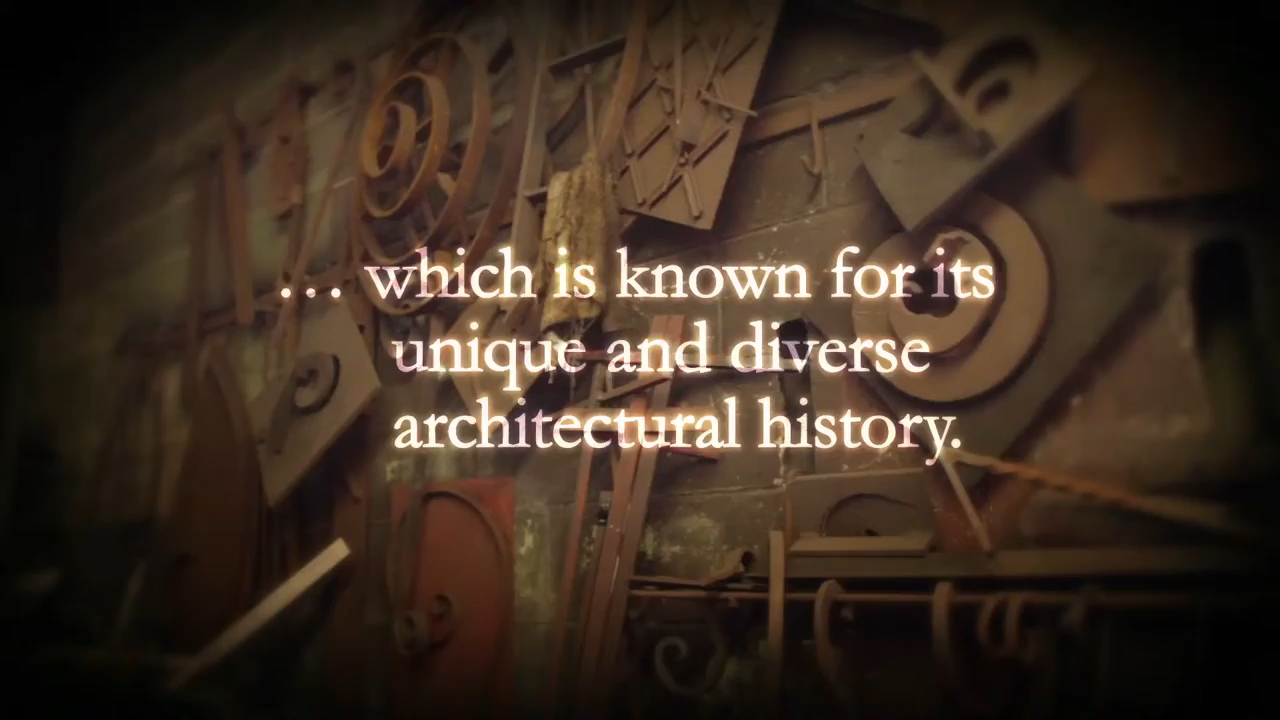 … which is known for its
unique and diverse
architectural history.